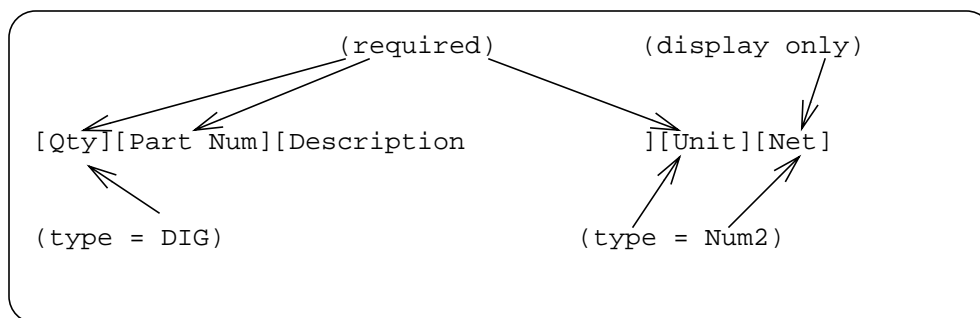 (required) (display only)
[Qty][Part Num][Description ][Unit][Net]
(type = DIG) (type = Num2)